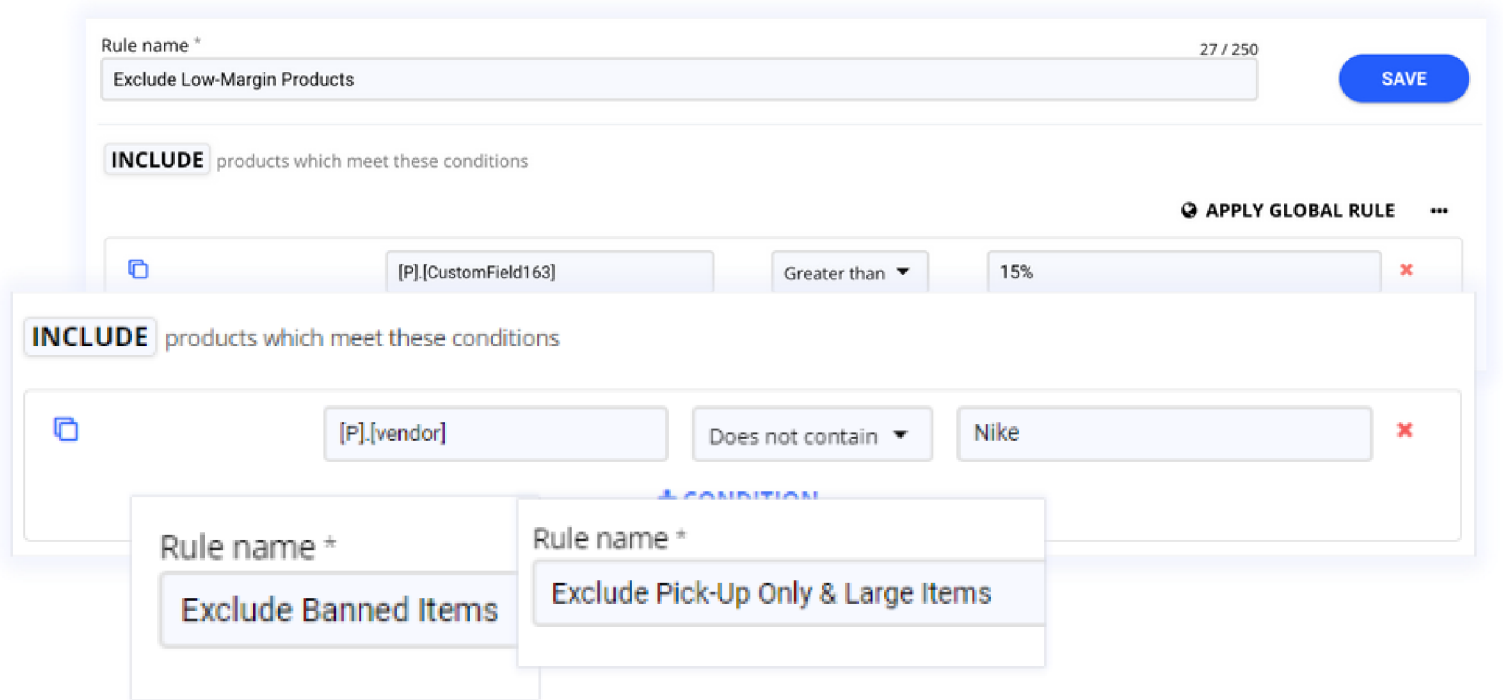 Rule name *
27 / 250
Exclude Low-Margin Products
SAVE
INCLUDE products which meet these conditions
APPLY GLOBAL RULE
[P].[CustomField163] Greater than 15%
INCLUDE products which meet these conditions
[P].[vendor] Does not contain Nike
+ CONDITION
Rule name *
Exclude Banned Items
Rule name *
Exclude Pick-Up Only & Large Items